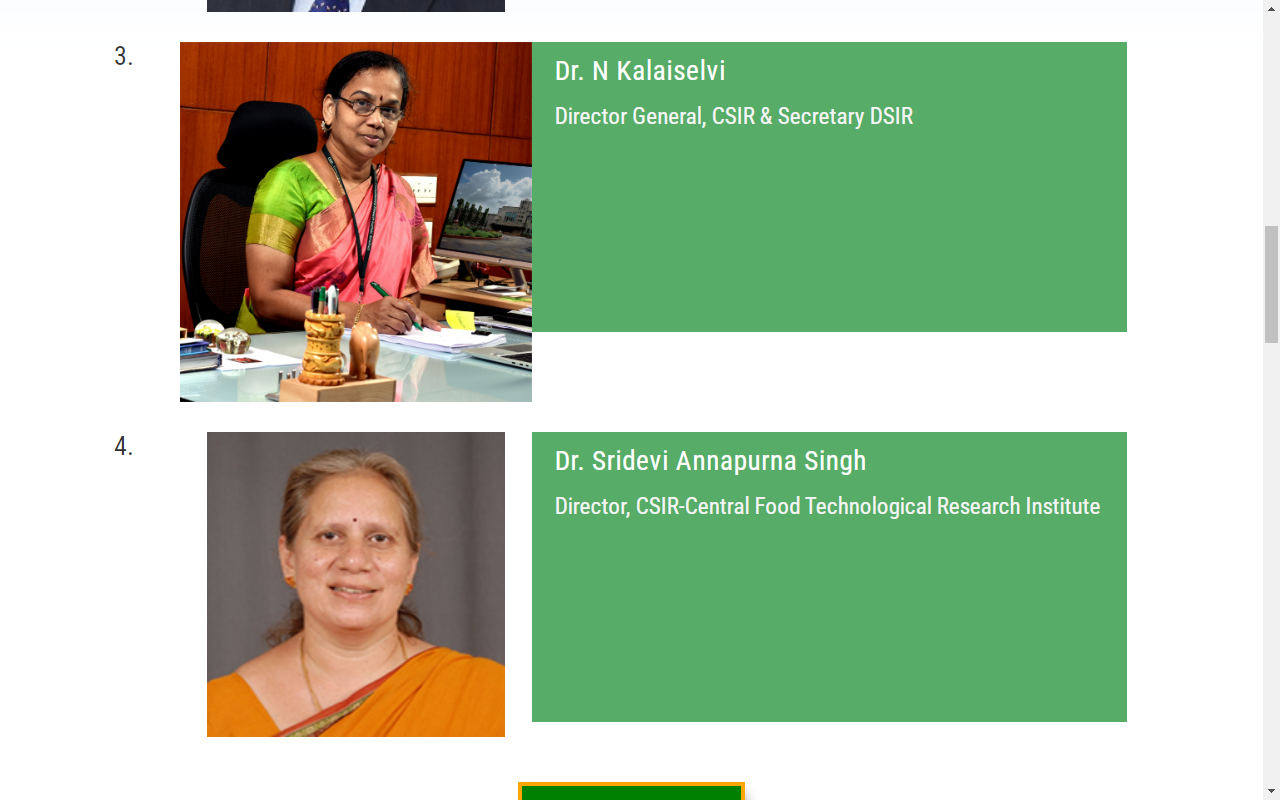 3.
Dr. N Kalaiselvi
Director General, CSIR & Secretary DSIR
4.
Dr. Sridevi Annapurna Singh
Director, CSIR-Central Food Technological Research Institute